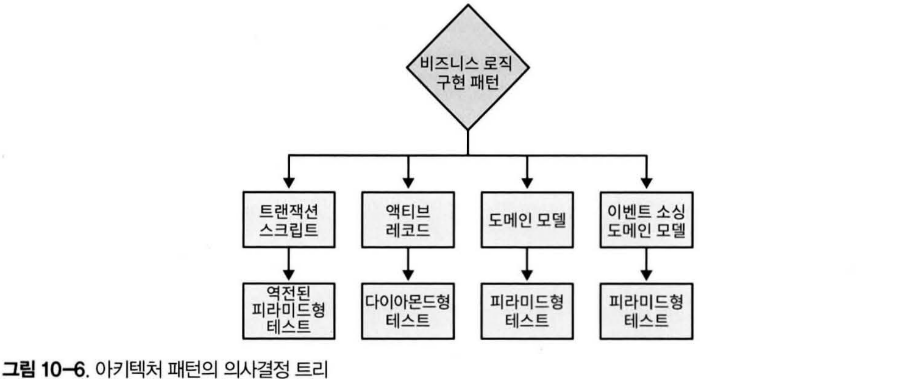 비즈니스 로직
구현 패턴
트랜잭션
스크립트
액티브
레코드
도메인 모델
이벤트 소싱
도메인 모델
역전된
피라미드형
테스트
다이아몬드형
테스트
피라미드형
테스트
피라미드형
테스트
그림 10-6. 아키텍처 패턴의 의사결정 트리